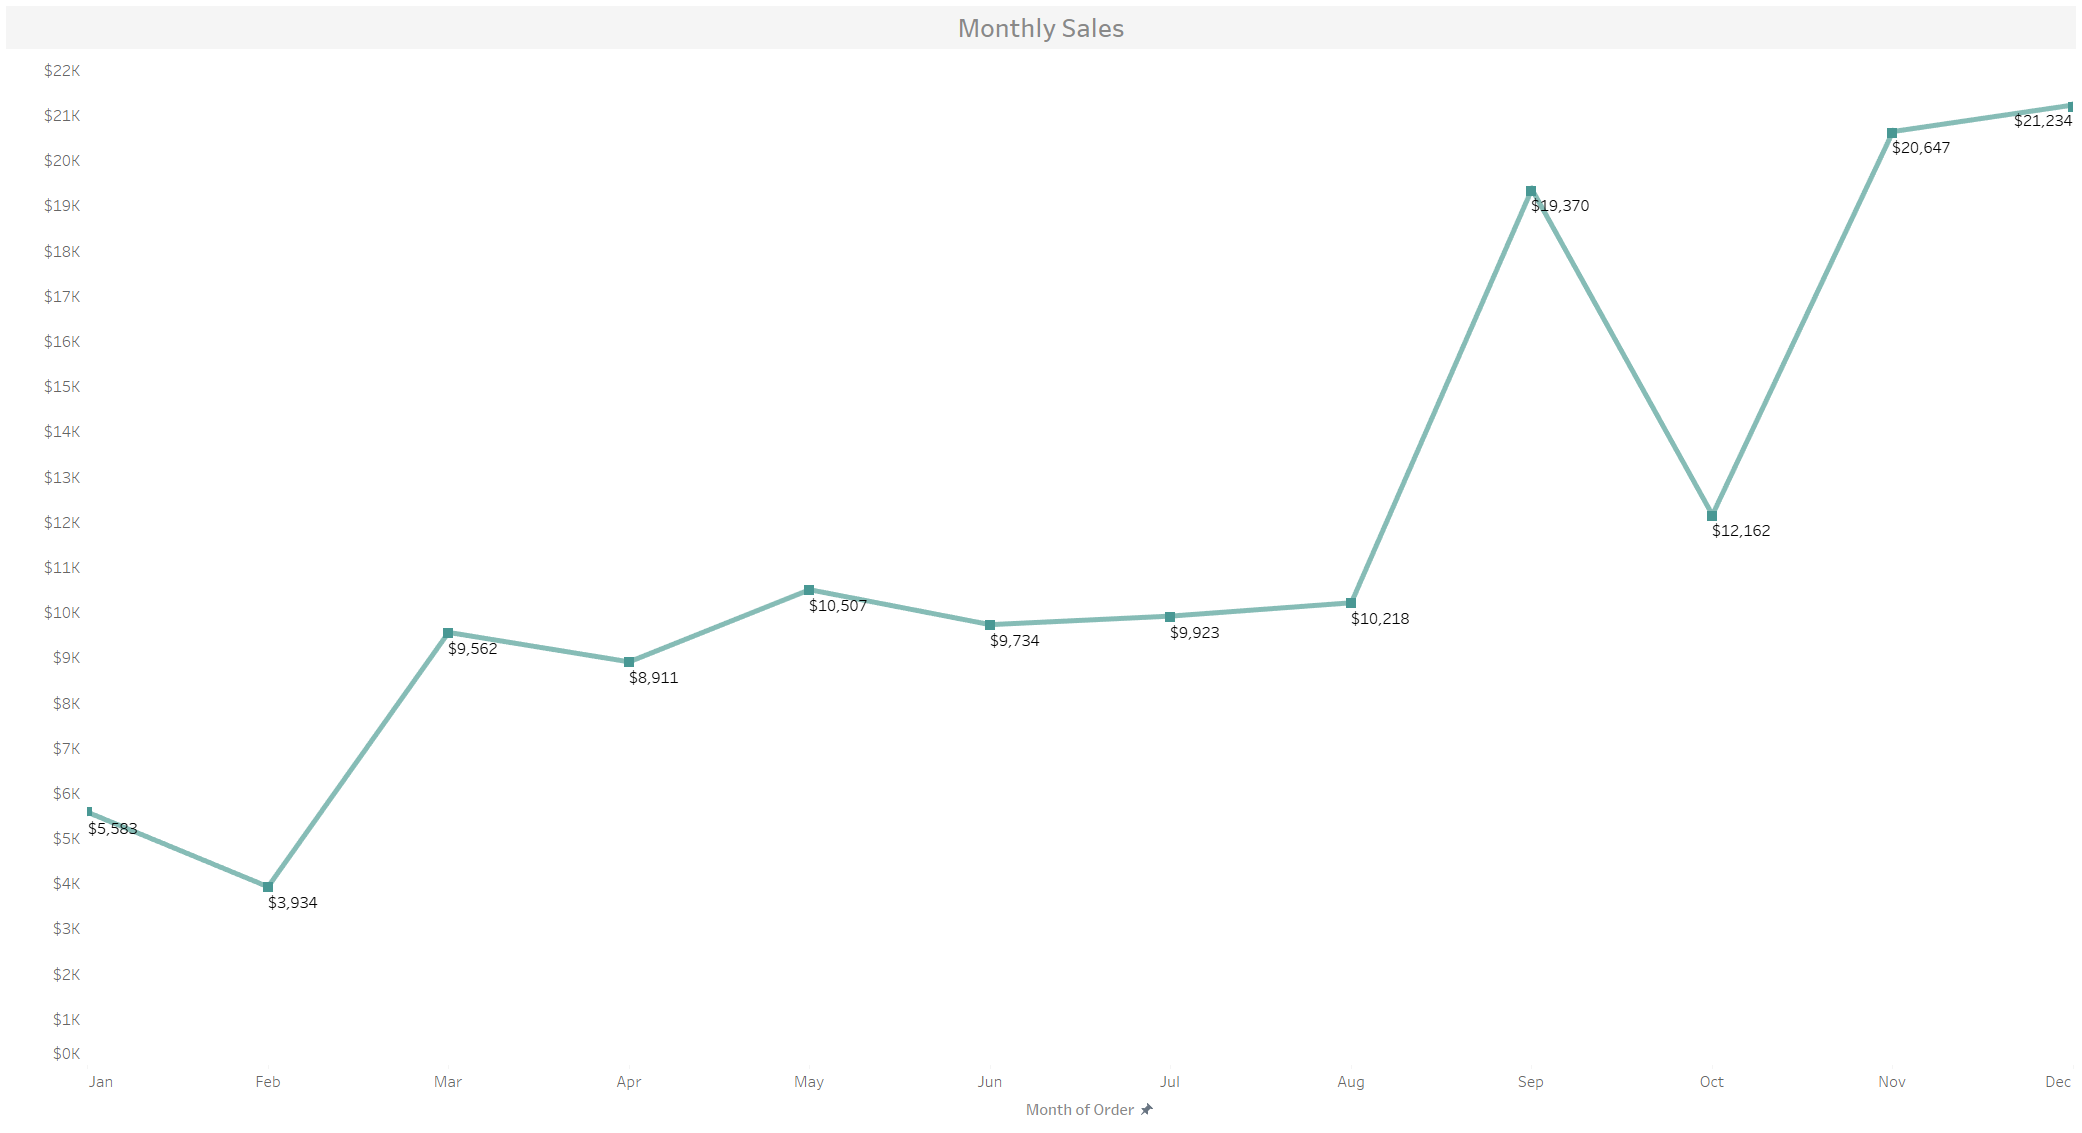 Monthly Sales
$22K
$21K
$20K
$19K
$18K
$17K
$16K
$15K
$14K
$13K
$12K
$11K
$10K
$9K
$8K
$7K
$6K
$5K
$4K
$3K
$2K
$1K
$0K
$5,583
$3,934
$9,562
$8,911
$10,507
$9,734
$9,923
$10,218
$19,370
$12,162
$20,647
$21,234
Jan Feb Mar Apr May Jun Jul Aug Sep Oct Nov Dec
Month of Order